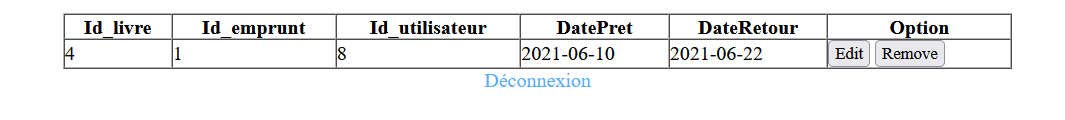 Id_livre Id_emprunt Id_utilisateur DatePret DateRetour Option
4 1 8 2021-06-10 2021-06-22 Edit Remove
Déconnexion